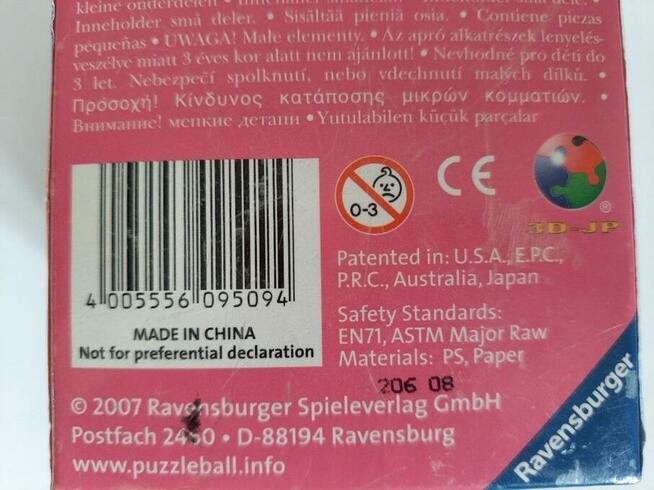 kleine onderdelen • Innehåller smådelar. •
Inneholder små deler. • Sisältää pieniä osia. • Contiene piezas
pequeñas • UWAGA! Małe elementy. • Az apró alkatrészek lenyelés-
veszélye miatt 3 éves kor alatt nem ajánlott! • Nevhodné pro děti do
3 let. Nebezpečí spolknutí, nebo vdechnutí malých dílků. •
Προσοχή! Κίνδυνος κατάποσης μικρών κομματιών. •
Внимание! мелкие детали • Yutulabilen küçük parçalar
0-3
CE
®
3D-JP
4 005556 095094
MADE IN CHINA
Not for preferential declaration
Patented in: U.S.A., E.P.C.,
P.R.C., Australia, Japan
Safety Standards:
EN71, ASTM Major Raw
Materials: PS, Paper
206 08
© 2007 Ravensburger Spieleverlag GmbH
Postfach 2460 • D-88194 Ravensburg
www.puzzleball.info
Ravensburger